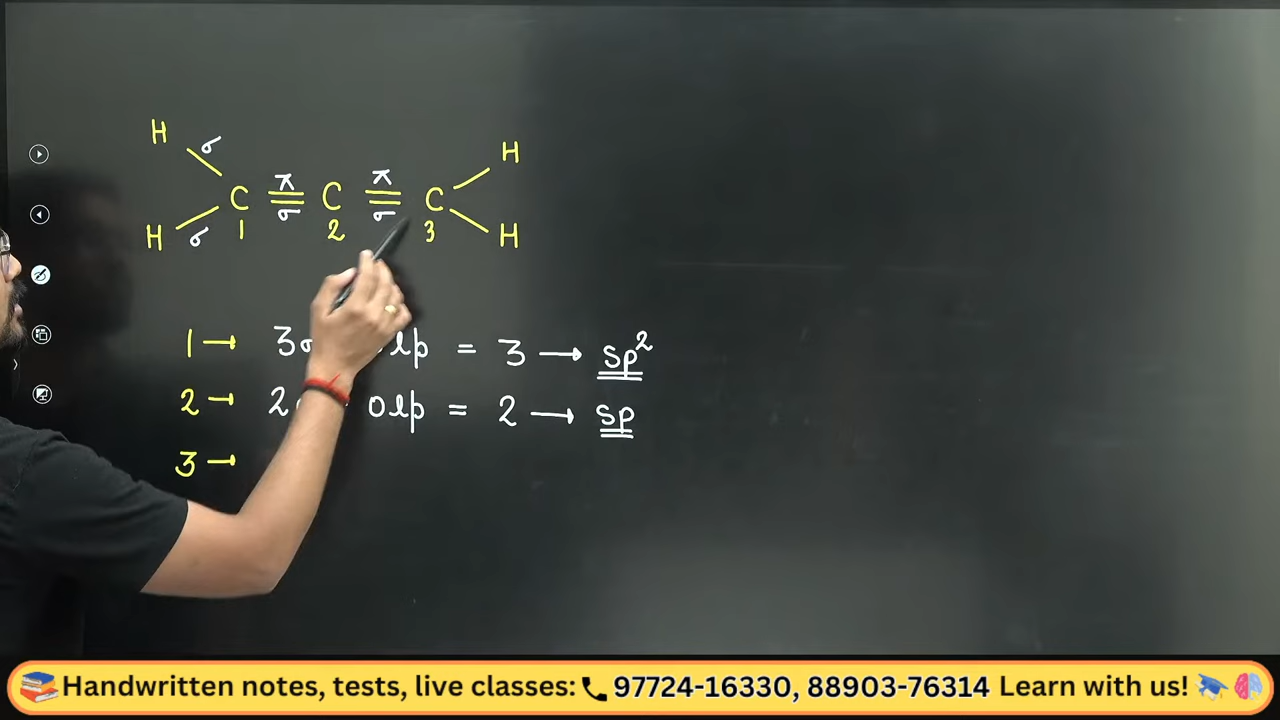 H σ H
π π
C = C = C
H σ σ σ H
1 2 3
1 → 3σ lp = 3 → sp²
2 → 2 0lp = 2 → sp
3 →
📚Handwritten notes, tests, live classes: 📞97724-16330, 88903-76314 Learn with us! 🎓🧠